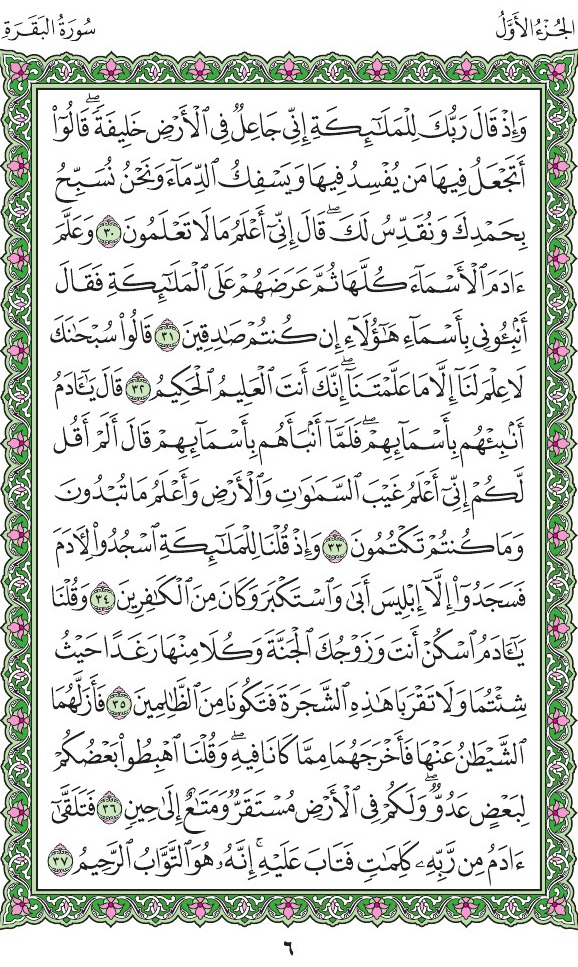 الجُزْءُ الأَوَّلُ
سُورَةُ البَقَرَةِ
وَإِذْ قَالَ رَبُّكَ لِلْمَلَٰٓئِكَةِ إِنِّى جَاعِلٌ فِى ٱلْأَرْضِ خَلِيفَةًۖ قَالُوٓا۟
أَتَجْعَلُ فِيهَا مَن يُفْسِدُ فِيهَا وَيَسْفِكُ ٱلدِّمَآءَ وَنَحْنُ نُسَبِّحُ
بِحَمْدِكَ وَنُقَدِّسُ لَكَۖ قَالَ إِنِّىٓ أَعْلَمُ مَا لَا تَعْلَمُونَ ٣٠ وَعَلَّمَ
ءَادَمَ ٱلْأَسْمَآءَ كُلَّهَا ثُمَّ عَرَضَهُمْ عَلَى ٱلْمَلَٰٓئِكَةِ فَقَالَ
أَنۢبِـُٔونِى بِأَسْمَآءِ هَٰٓؤُلَآءِ إِن كُنتُمْ صَٰدِقِينَ ٣١ قَالُوا۟ سُبْحَٰنَكَ
لَا عِلْمَ لَنَآ إِلَّا مَا عَلَّمْتَنَآۖ إِنَّكَ أَنتَ ٱلْعَلِيمُ ٱلْحَكِيمُ ٣٢ قَالَ يَٰٓـَٔادَمُ
أَنۢبِئْهُم بِأَسْمَآئِهِمْۖ فَلَمَّآ أَنۢبَأَهُم بِأَسْمَآئِهِمْ قَالَ أَلَمْ أَقُل
لَّكُمْ إِنِّىٓ أَعْلَمُ غَيْبَ ٱلسَّمَٰوَٰتِ وَٱلْأَرْضِ وَأَعْلَمُ مَا تُبْدُونَ
وَمَا كُنتُمْ تَكْتُمُونَ ٣٣ وَإِذْ قُلْنَا لِلْمَلَٰٓئِكَةِ ٱسْجُدُوا۟ لِـَٔادَمَ
فَسَجَدُوٓا۟ إِلَّآ إِبْلِيسَ أَبَىٰ وَٱسْتَكْبَرَ وَكَانَ مِنَ ٱلْكَٰفِرِينَ ٣٤ وَقُلْنَا
يَٰٓـَٔادَمُ ٱسْكُنْ أَنتَ وَزَوْجُكَ ٱلْجَنَّةَ وَكُلَا مِنْهَا رَغَدًا حَيْثُ
شِئْتُمَا وَلَا تَقْرَبَا هَٰذِهِ ٱلشَّجَرَةَ فَتَكُونَا مِنَ ٱلظَّٰلِمِينَ ٣٥ فَأَزَلَّهُمَا
ٱلشَّيْطَٰنُ عَنْهَا فَأَخْرَجَهُمَا مِمَّا كَانَا فِيهِۖ وَقُلْنَا ٱهْبِطُوا۟ بَعْضُكُمْ
لِبَعْضٍ عَدُوٌّۖ وَلَكُمْ فِى ٱلْأَرْضِ مُسْتَقَرٌّ وَمَتَٰعٌ إِلَىٰ حِينٍ ٣٦ فَتَلَقَّىٰٓ
ءَادَمُ مِن رَّبِّهِۦ كَلِمَٰتٍ فَتَابَ عَلَيْهِۚ إِنَّهُۥ هُوَ ٱلتَّوَّابُ ٱلرَّحِيمُ ٣٧
٦